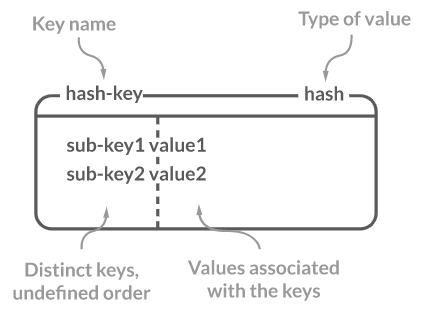 Key name
Type of value
hash-key
hash
sub-key1 value1
sub-key2 value2
Distinct keys,
undefined order
Values associated
with the keys